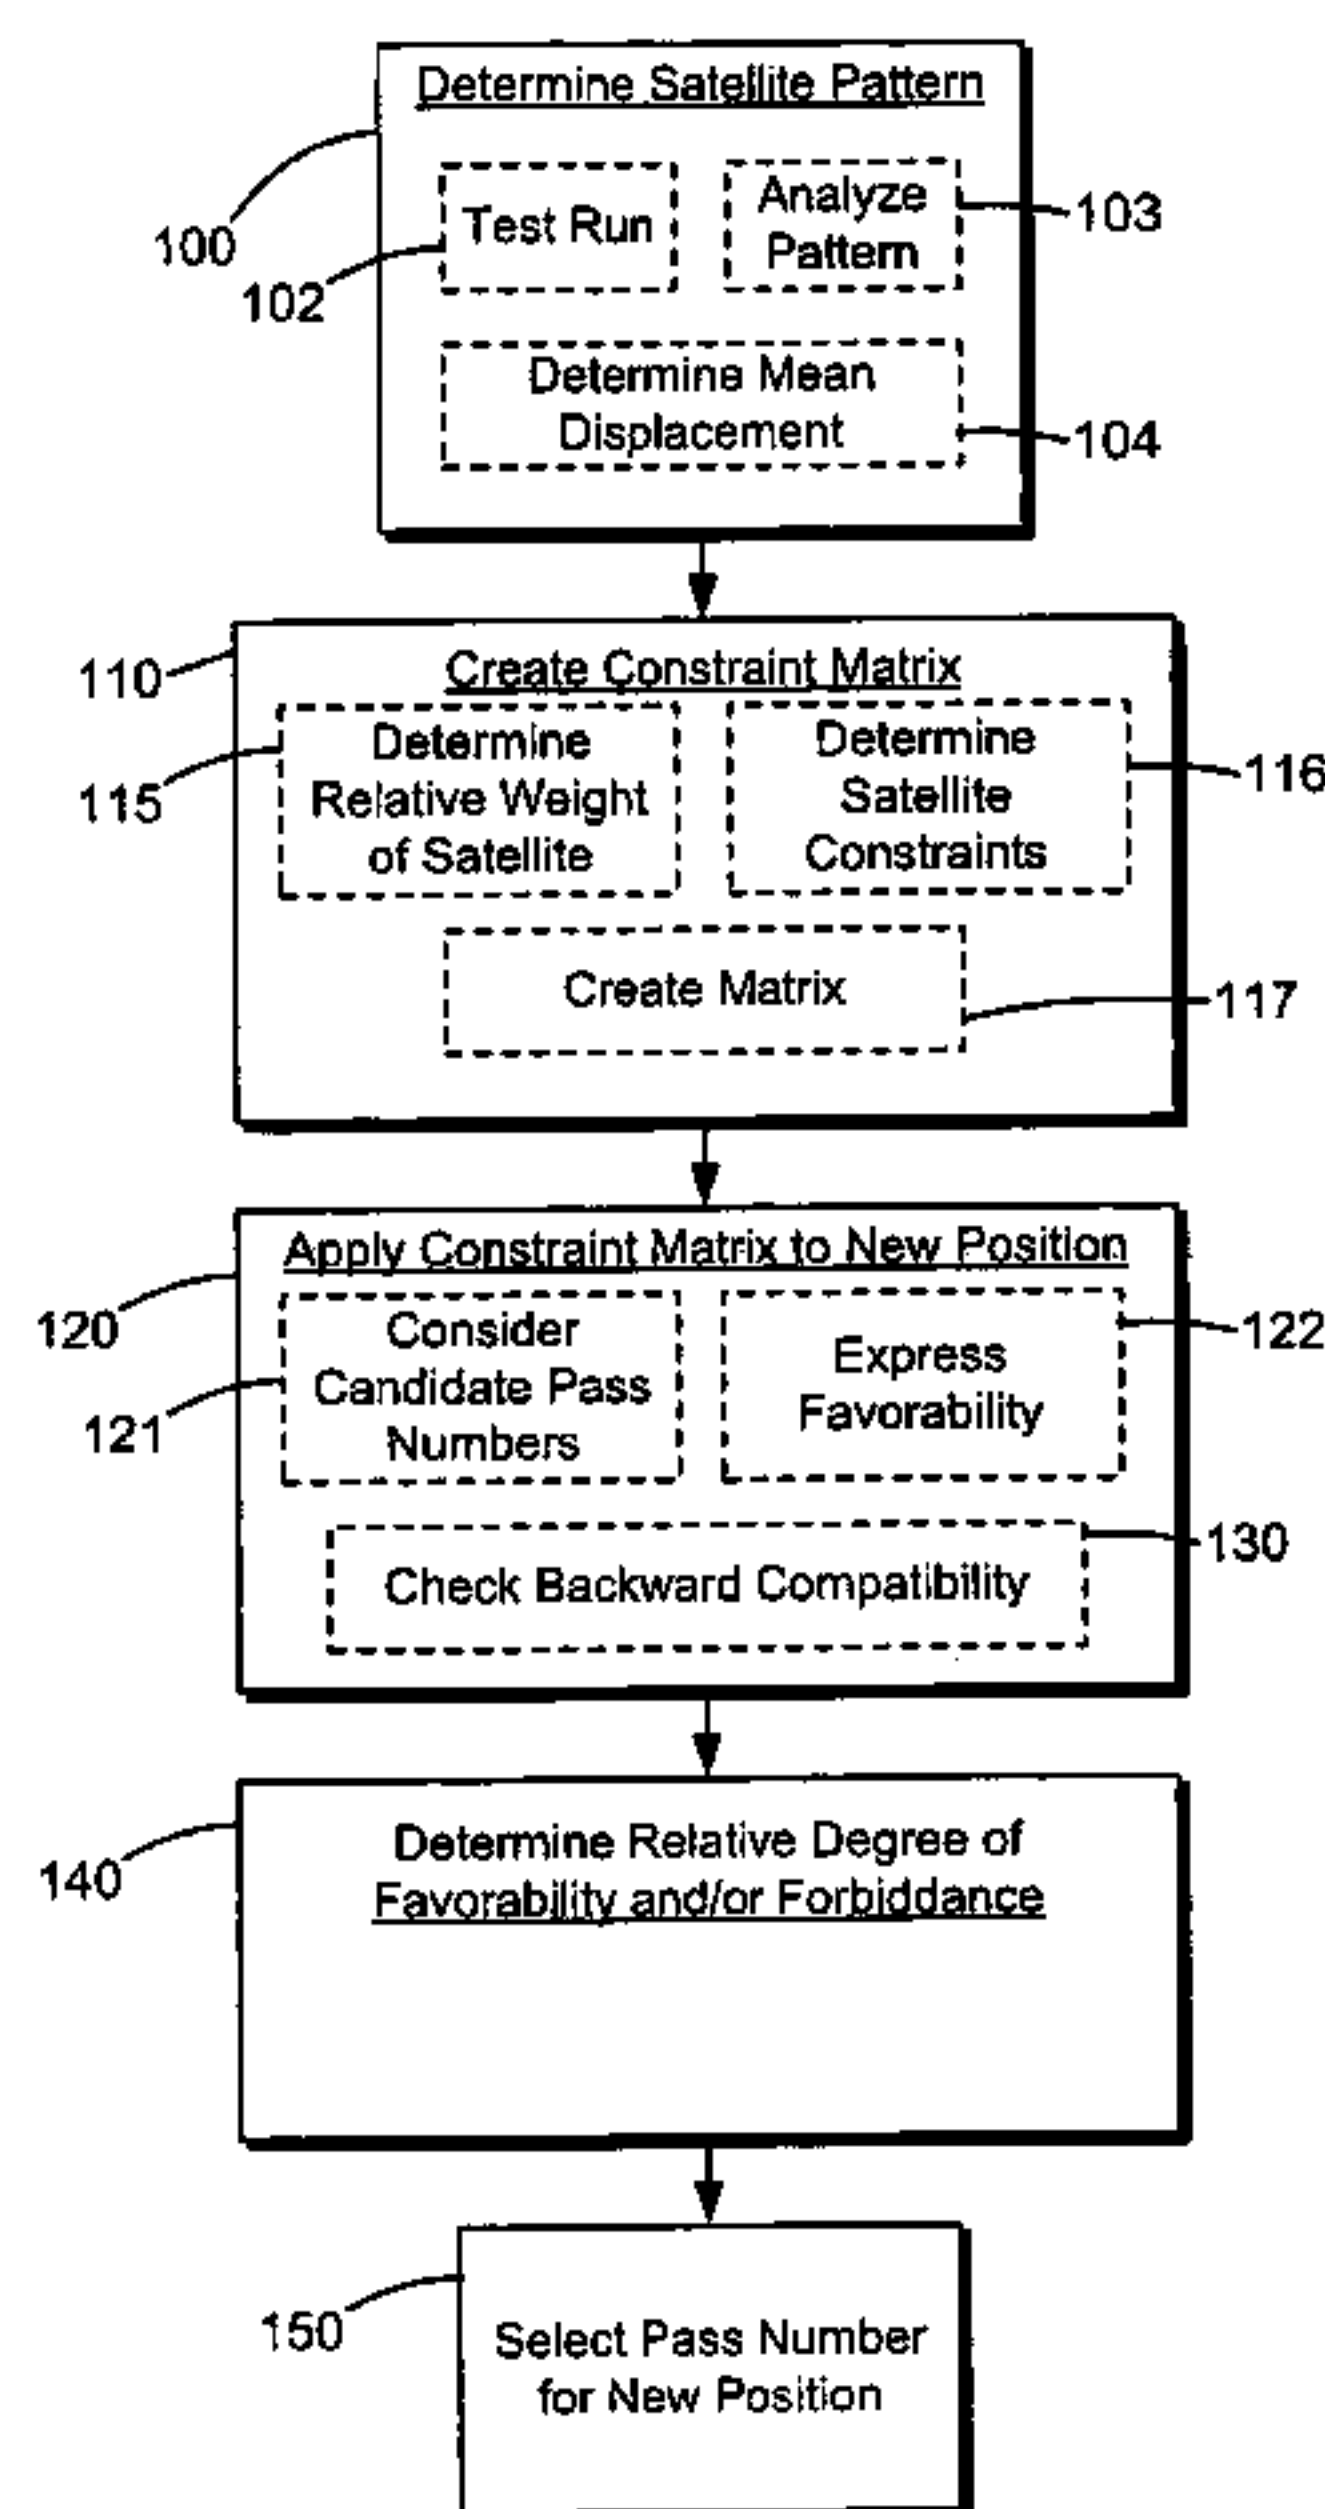 Determine Satellite Pattern
Test Run
Analyze
Pattern
103
100
102
Determine Mean
Displacement
104
110
Create Constraint Matrix
Determine
Relative Weight
of Satellite
115
Determine
Satellite
Constraints
116
Create Matrix
117
Apply Constraint Matrix to New Position
120
Consider
Candidate Pass
Numbers
121
Express
Favorability
122
Check Backward Compatibility
130
140
Determine Relative Degree of
Favorability and/or Forbiddance
150
Select Pass Number
for New Position